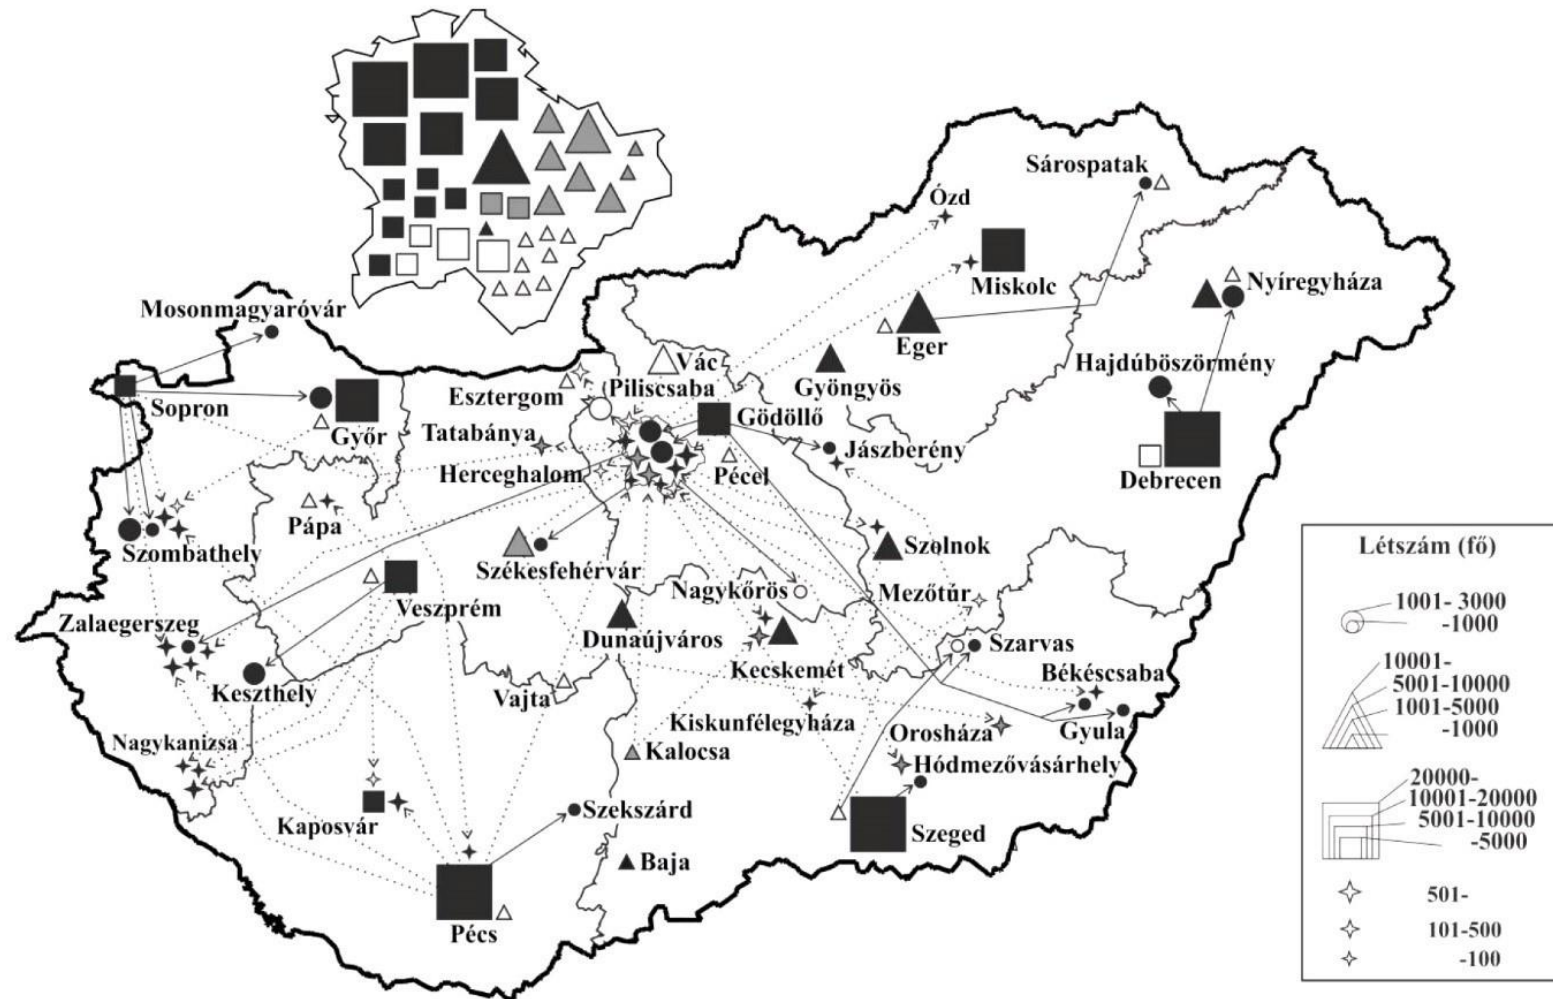 Sárospatak
Ózd
Miskolc
Nyíregyháza
Mosonmagyaróvár
Eger
Vác
Gyöngyös
Hajdúböszörmény
Esztergom
Piliscsaba
Sopron
Győr
Gödöllő
Tatabánya
Jászberény
Herceghalom
Pécel
Debrecen
Pápa
Szombathely
Székesfehérvár
Szolnok
Veszprém
Nagykőrös
Mezőtúr
Zalaegerszeg
Dunaújváros
Szarvas
Kecskemét
Békéscsaba
Keszthely
Vajta
Kiskunfélegyháza
Orosháza
Gyula
Nagykanizsa
Kalocsa
Hódmezővásárhely
Szekszárd
Kaposvár
Szeged
Baja
Pécs
Létszám (fő)
1001- 3000
-1000
10001-
5001-10000
1001-5000
-1000
20000-
10001-20000
5001-10000
-5000
501-
101-500
-100